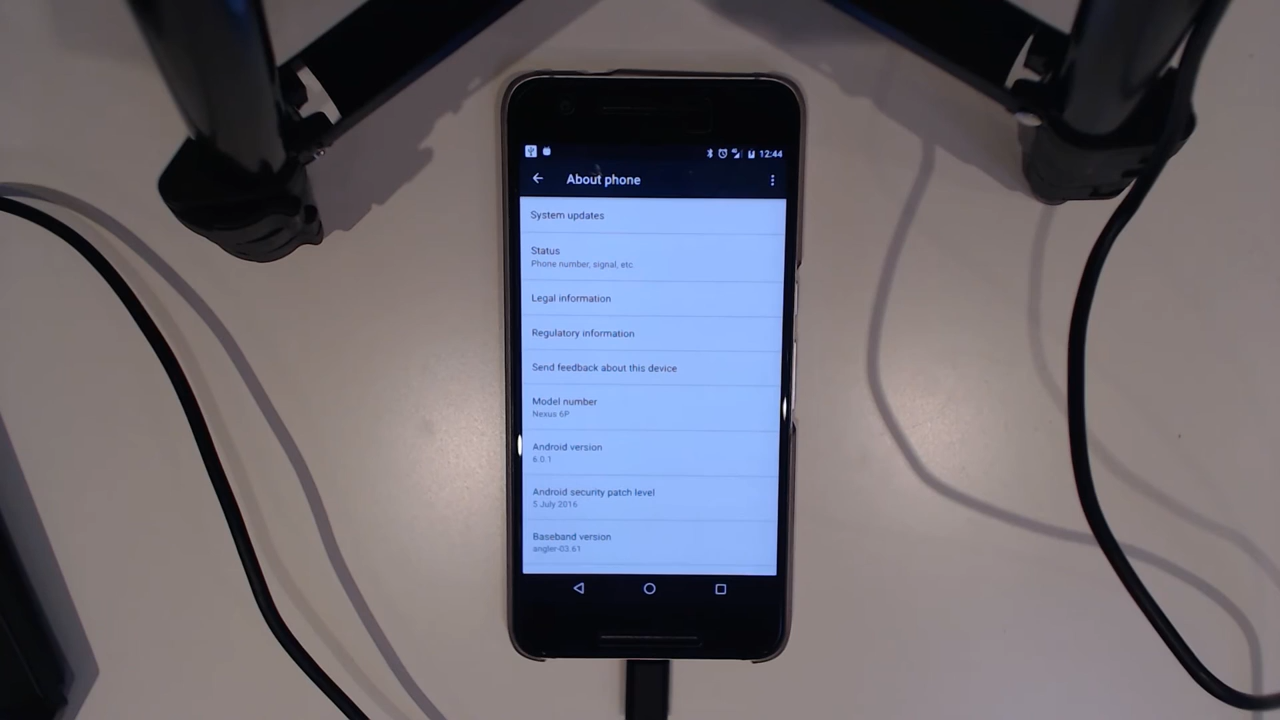 12:44
About phone
System updates
Status
Phone number, signal, etc
Legal information
Regulatory information
Send feedback about this device
Model number
Nexus 6P
Android version
6.0.1
Android security patch level
5 July 2016
Baseband version
angler-03.61